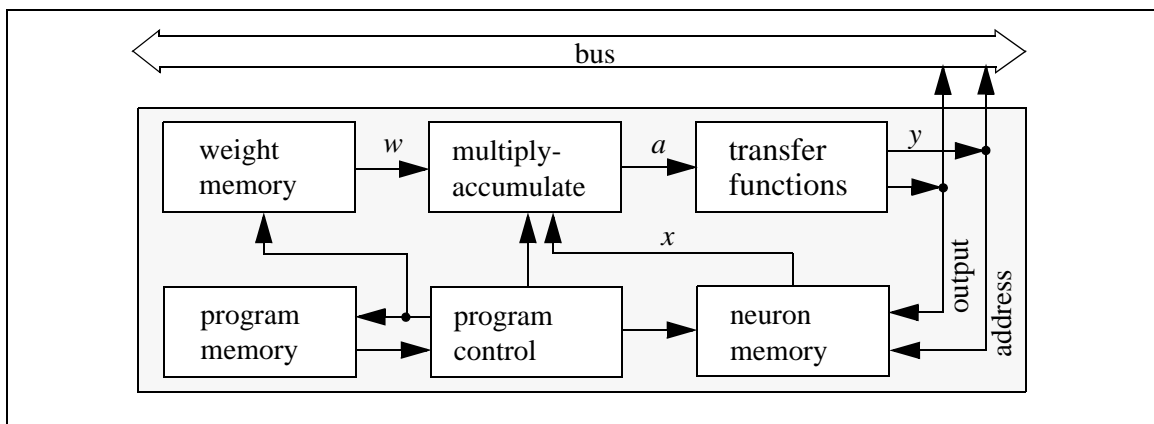 bus
weight
memory
w
multiply-
accumulate
a
transfer
functions
y
x
output
address
program
memory
program
control
neuron
memory